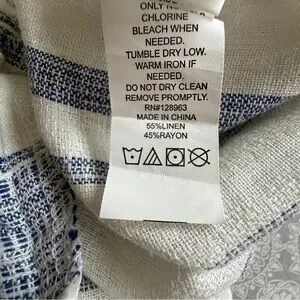 ONLY NO
CHLORINE
BLEACH WHEN
NEEDED.
TUMBLE DRY LOW.
WARM IRON IF
NEEDED.
DO NOT DRY CLEAN
REMOVE PROMPTLY.
RN#128963
MADE IN CHINA
55%LINEN
45%RAYON